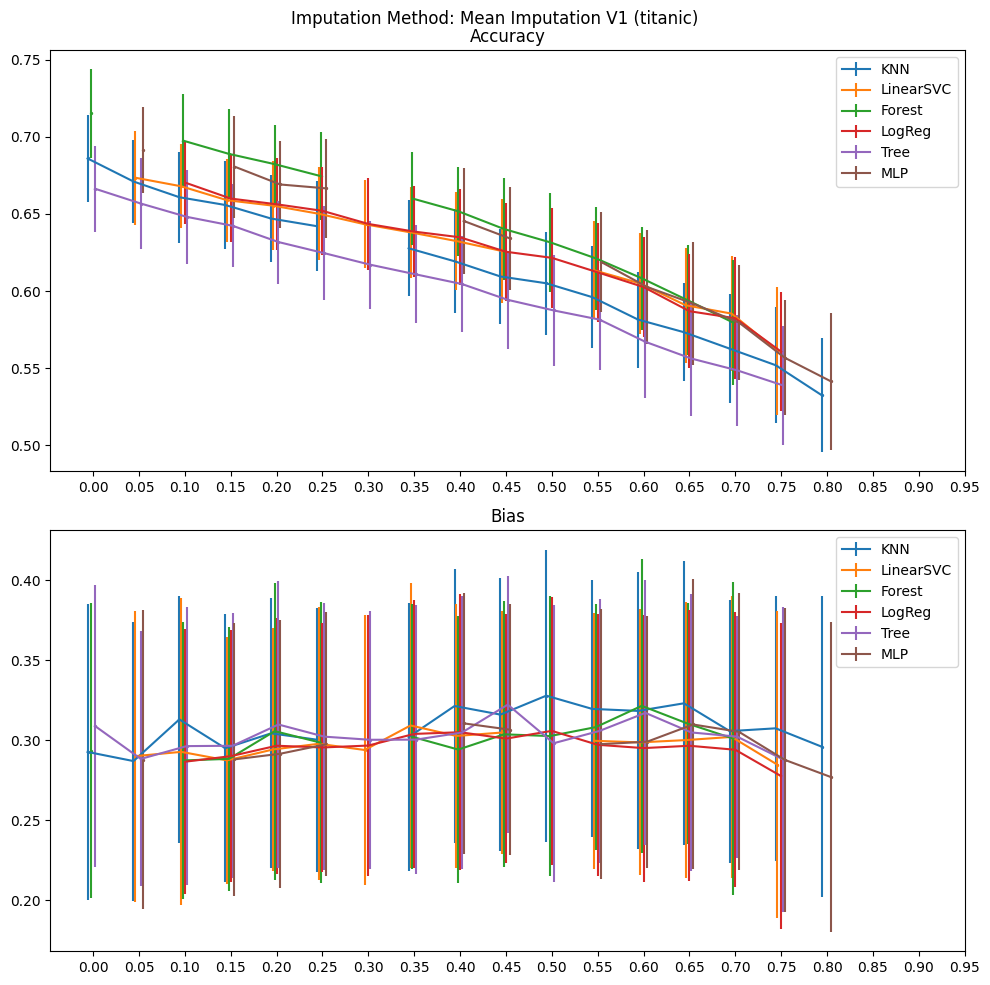 Imputation Method: Mean Imputation V1 (titanic)
Accuracy
0.75
0.70
0.65
0.60
0.55
0.50
KNN
LinearSVC
Forest
LogReg
Tree
MLP
0.00 0.05 0.10 0.15 0.20 0.25 0.30 0.35 0.40 0.45 0.50 0.55 0.60 0.65 0.70 0.75 0.80 0.85 0.90 0.95
Bias
0.40
0.35
0.30
0.25
0.20
KNN
LinearSVC
Forest
LogReg
Tree
MLP
0.00 0.05 0.10 0.15 0.20 0.25 0.30 0.35 0.40 0.45 0.50 0.55 0.60 0.65 0.70 0.75 0.80 0.85 0.90 0.95